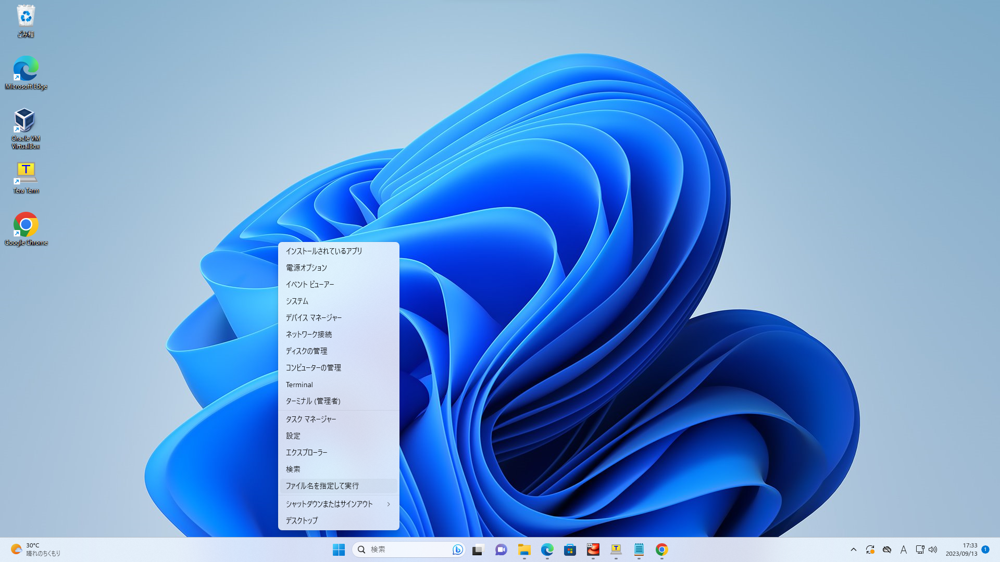 ごみ箱
Microsoft Edge
Oracle VM
VirtualBox
T
Tera Term
Google Chrome
インストールされているアプリ
電源オプション
イベント ビューアー
システム
デバイス マネージャー
ネットワーク接続
ディスクの管理
コンピューターの管理
Terminal
ターミナル (管理者)
タスク マネージャー
設定
エクスプローラー
検索
ファイル名を指定して実行
シャットダウンまたはサインアウト
デスクトップ
30°C
晴れのちくもり
検索
64
T
A
17:33
2023/09/13
1